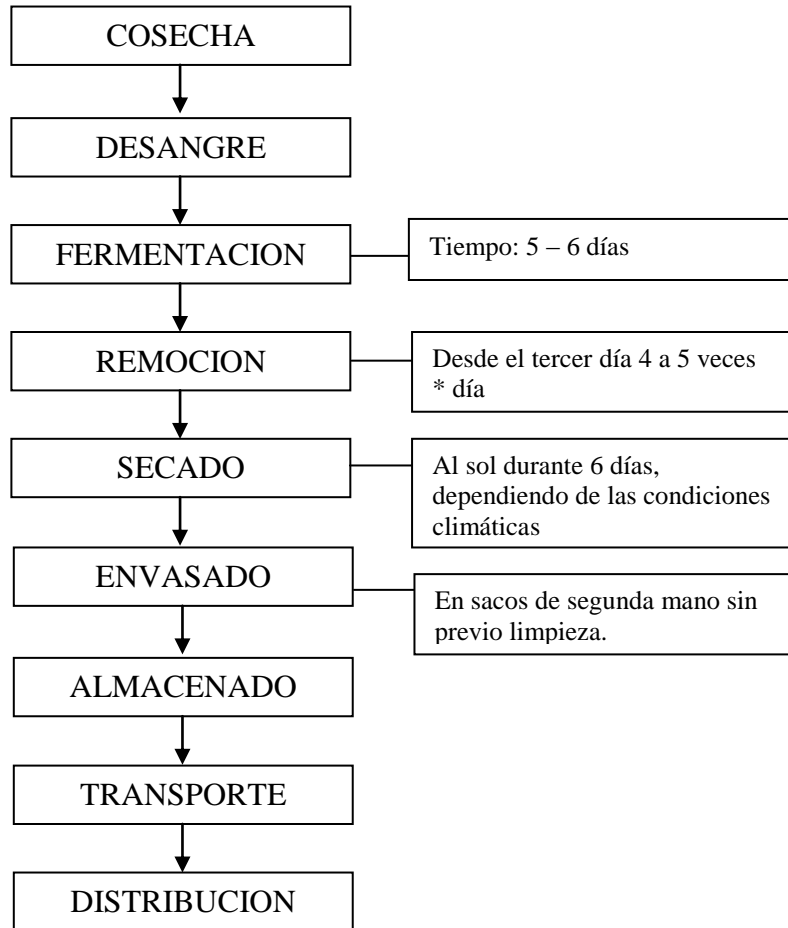 COSECHA
DESANGRE
FERMENTACION
Tiempo: 5 – 6 días
REMOCION
Desde el tercer día 4 a 5 veces
* día
SECADO
Al sol durante 6 días,
dependiendo de las condiciones
climáticas
ENVASADO
En sacos de segunda mano sin
previo limpieza.
ALMACENADO
TRANSPORTE
DISTRIBUCION